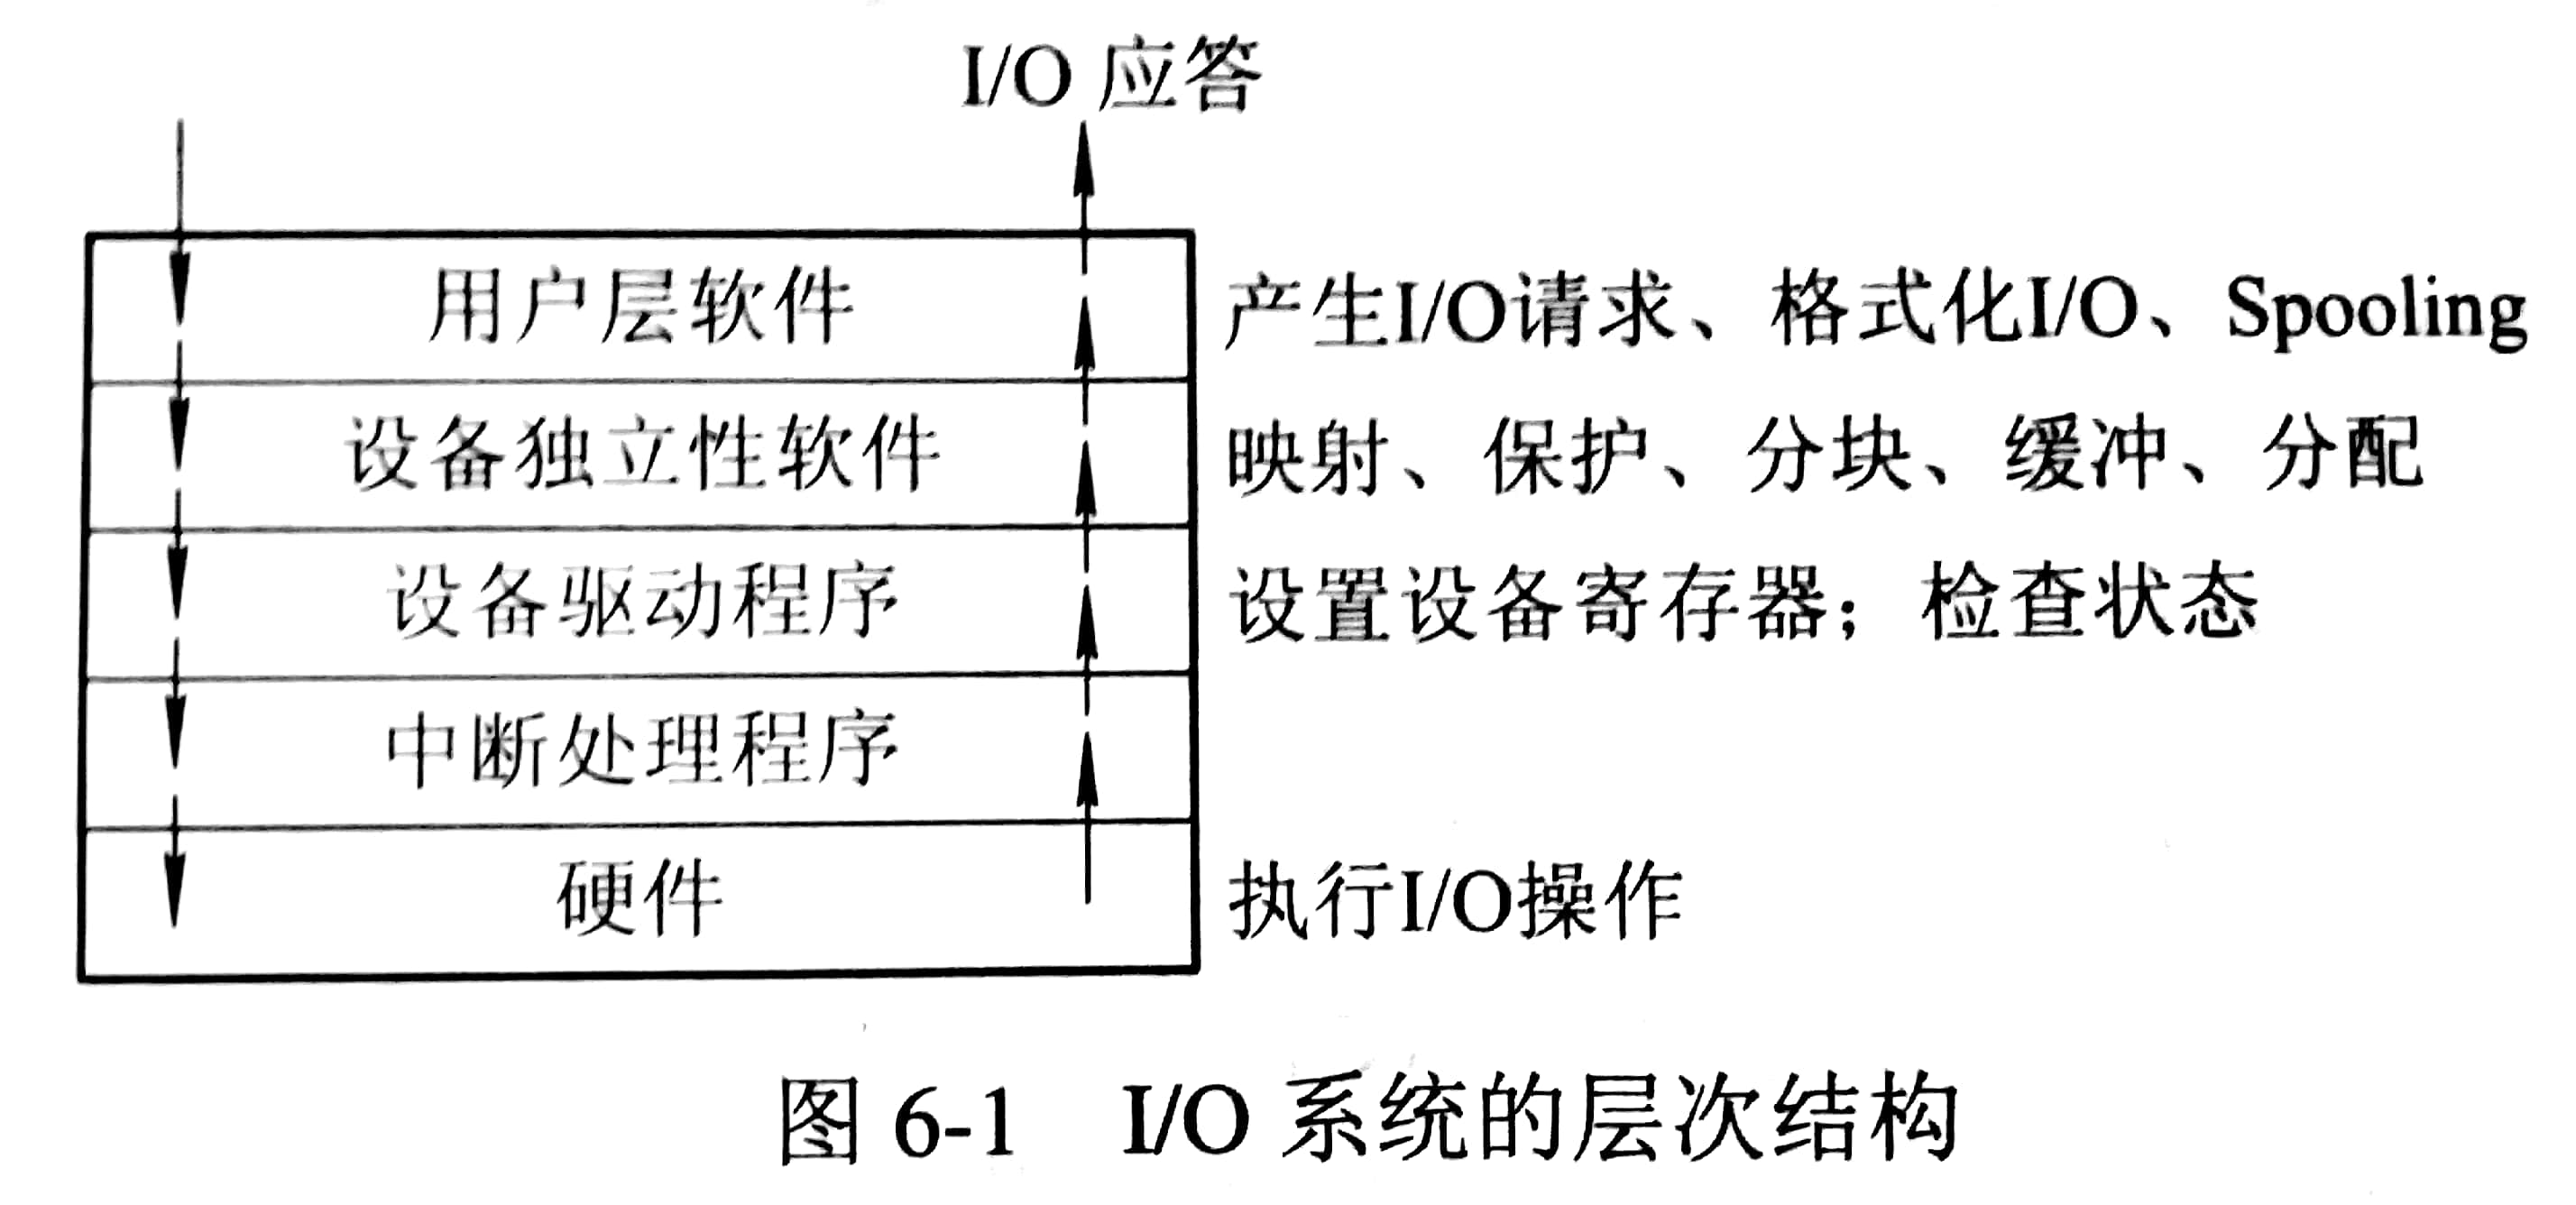 I/O 应答
用户层软件 产生I/O请求、格式化I/O、Spooling
设备独立性软件 映射、保护、分块、缓冲、分配
设备驱动程序 设置设备寄存器；检查状态
中断处理程序
硬件 执行I/O操作
图 6-1 I/O 系统的层次结构